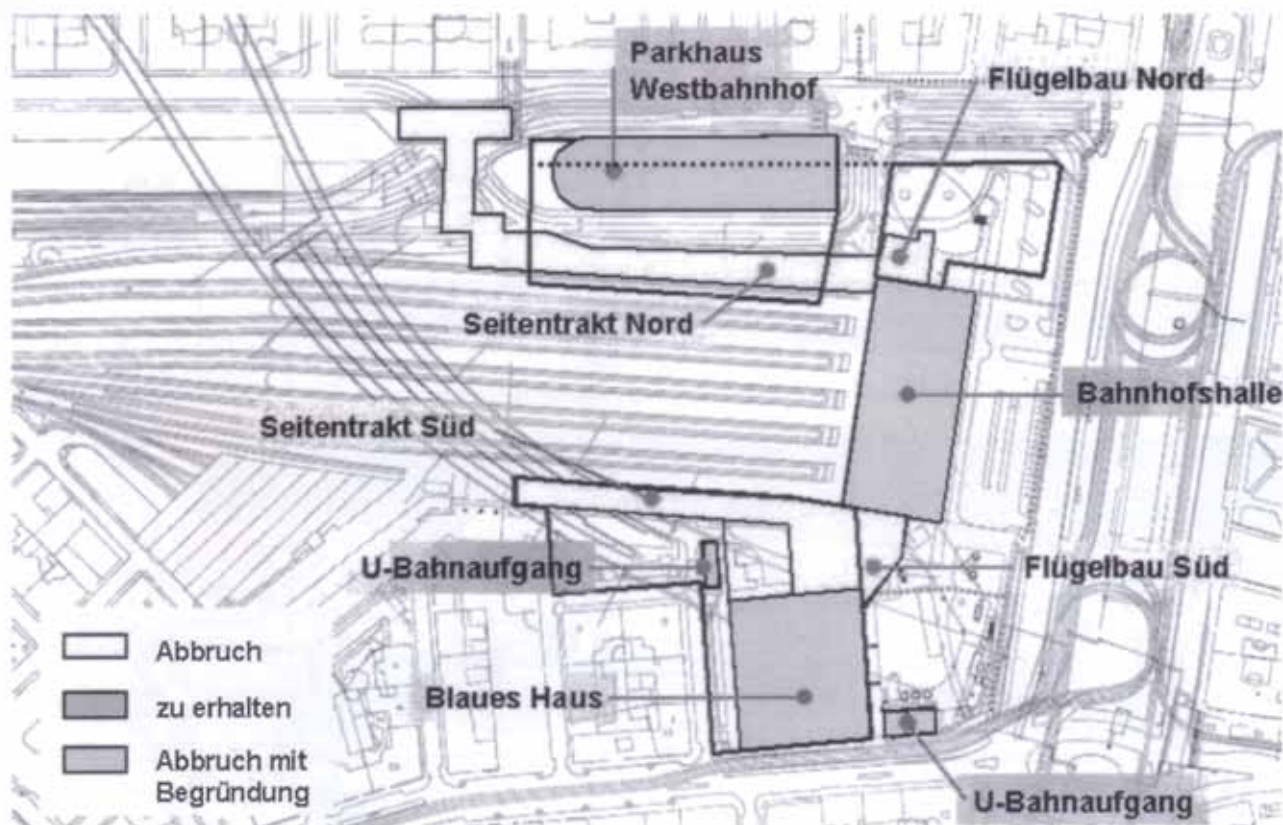 Parkhaus
Westbahnhof
Flügelbau Nord
Seitentrakt Nord
Bahnhofshalle
Seitentrakt Süd
U-Bahnaufgang
Flügelbau Süd
Abbruch
zu erhalten
Blaues Haus
Abbruch mit
Begründung
U-Bahnaufgang